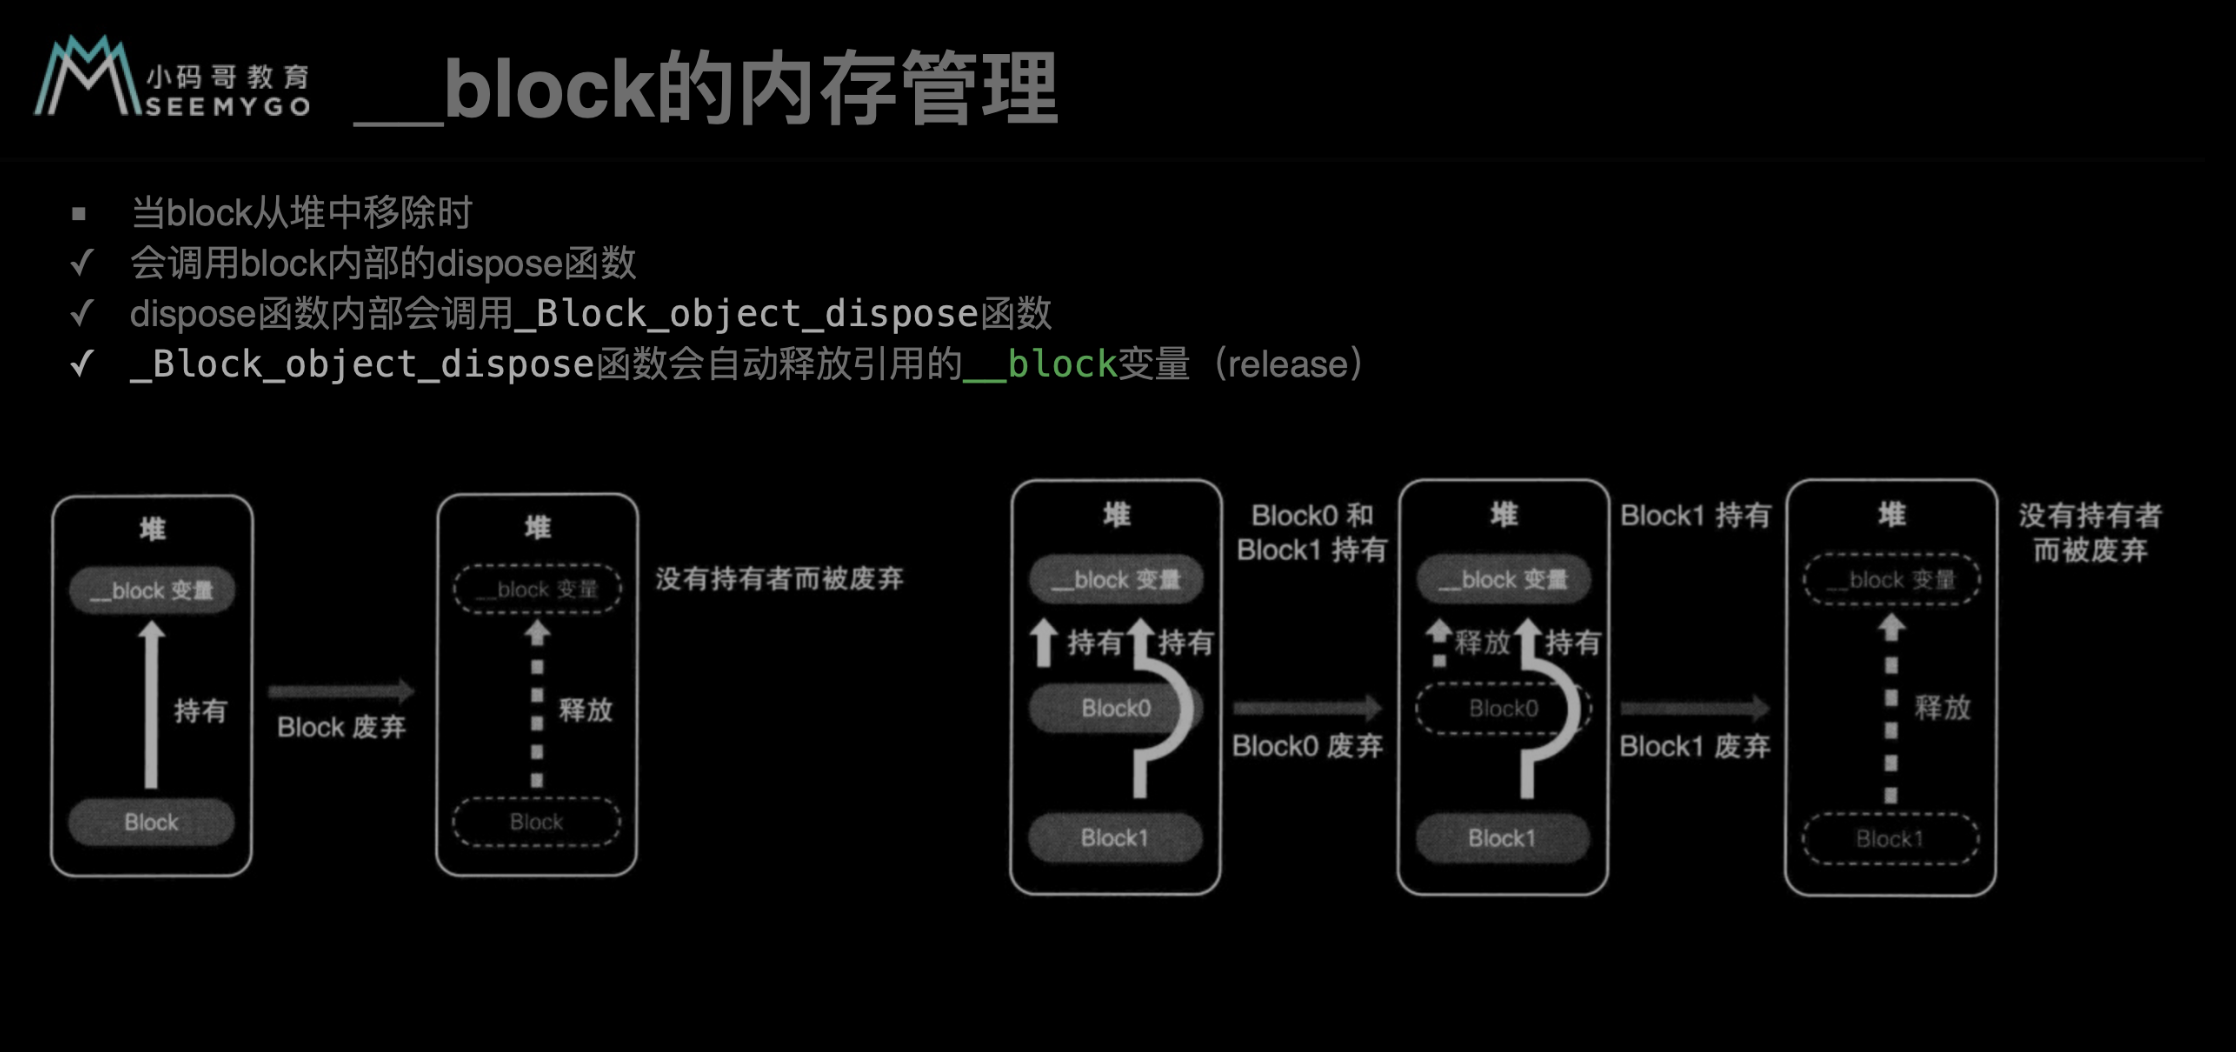 小码哥教育
SEEMYGO
__block的内存管理
▪ 当block从堆中移除时
✓ 会调用block内部的dispose函数
✓ dispose函数内部会调用_Block_object_dispose函数
✓ _Block_object_dispose函数会自动释放引用的__block变量（release）
堆
__block 变量
持有
Block
Block 废弃
堆
__block 变量
释放
Block
没有持有者而被废弃
堆
__block 变量
持有
持有
Block0
Block1
Block0 和
Block1 持有
Block0 废弃
堆
__block 变量
释放
持有
Block0
Block1
Block1 持有
Block1 废弃
堆
__block 变量
释放
Block1
没有持有者
而被废弃